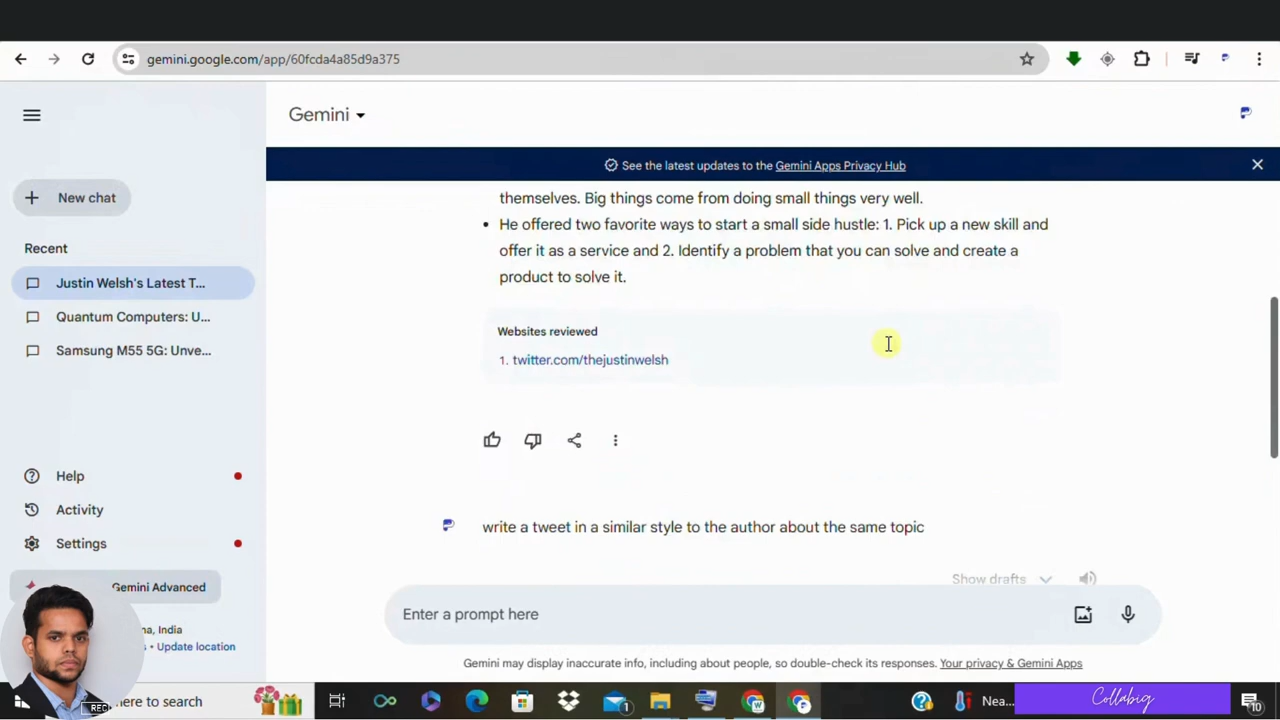 gemini.google.com/app/60fcda4a85d9a375
Gemini
See the latest updates to the Gemini Apps Privacy Hub
New chat
Recent
Justin Welsh's Latest T...
Quantum Computers: U...
Samsung M55 5G: Unve...
Help
Activity
Settings
Gemini Advanced
na, India
• Update location
themselves. Big things come from doing small things very well.
• He offered two favorite ways to start a small side hustle: 1. Pick up a new skill and
offer it as a service and 2. Identify a problem that you can solve and create a
product to solve it.
Websites reviewed
1. twitter.com/thejustinwelsh
write a tweet in a similar style to the author about the same topic
Show drafts
Enter a prompt here
Gemini may display inaccurate info, including about people, so double-check its responses. Your privacy & Gemini Apps
REC
here to search
1
Nea...
Collabig
10